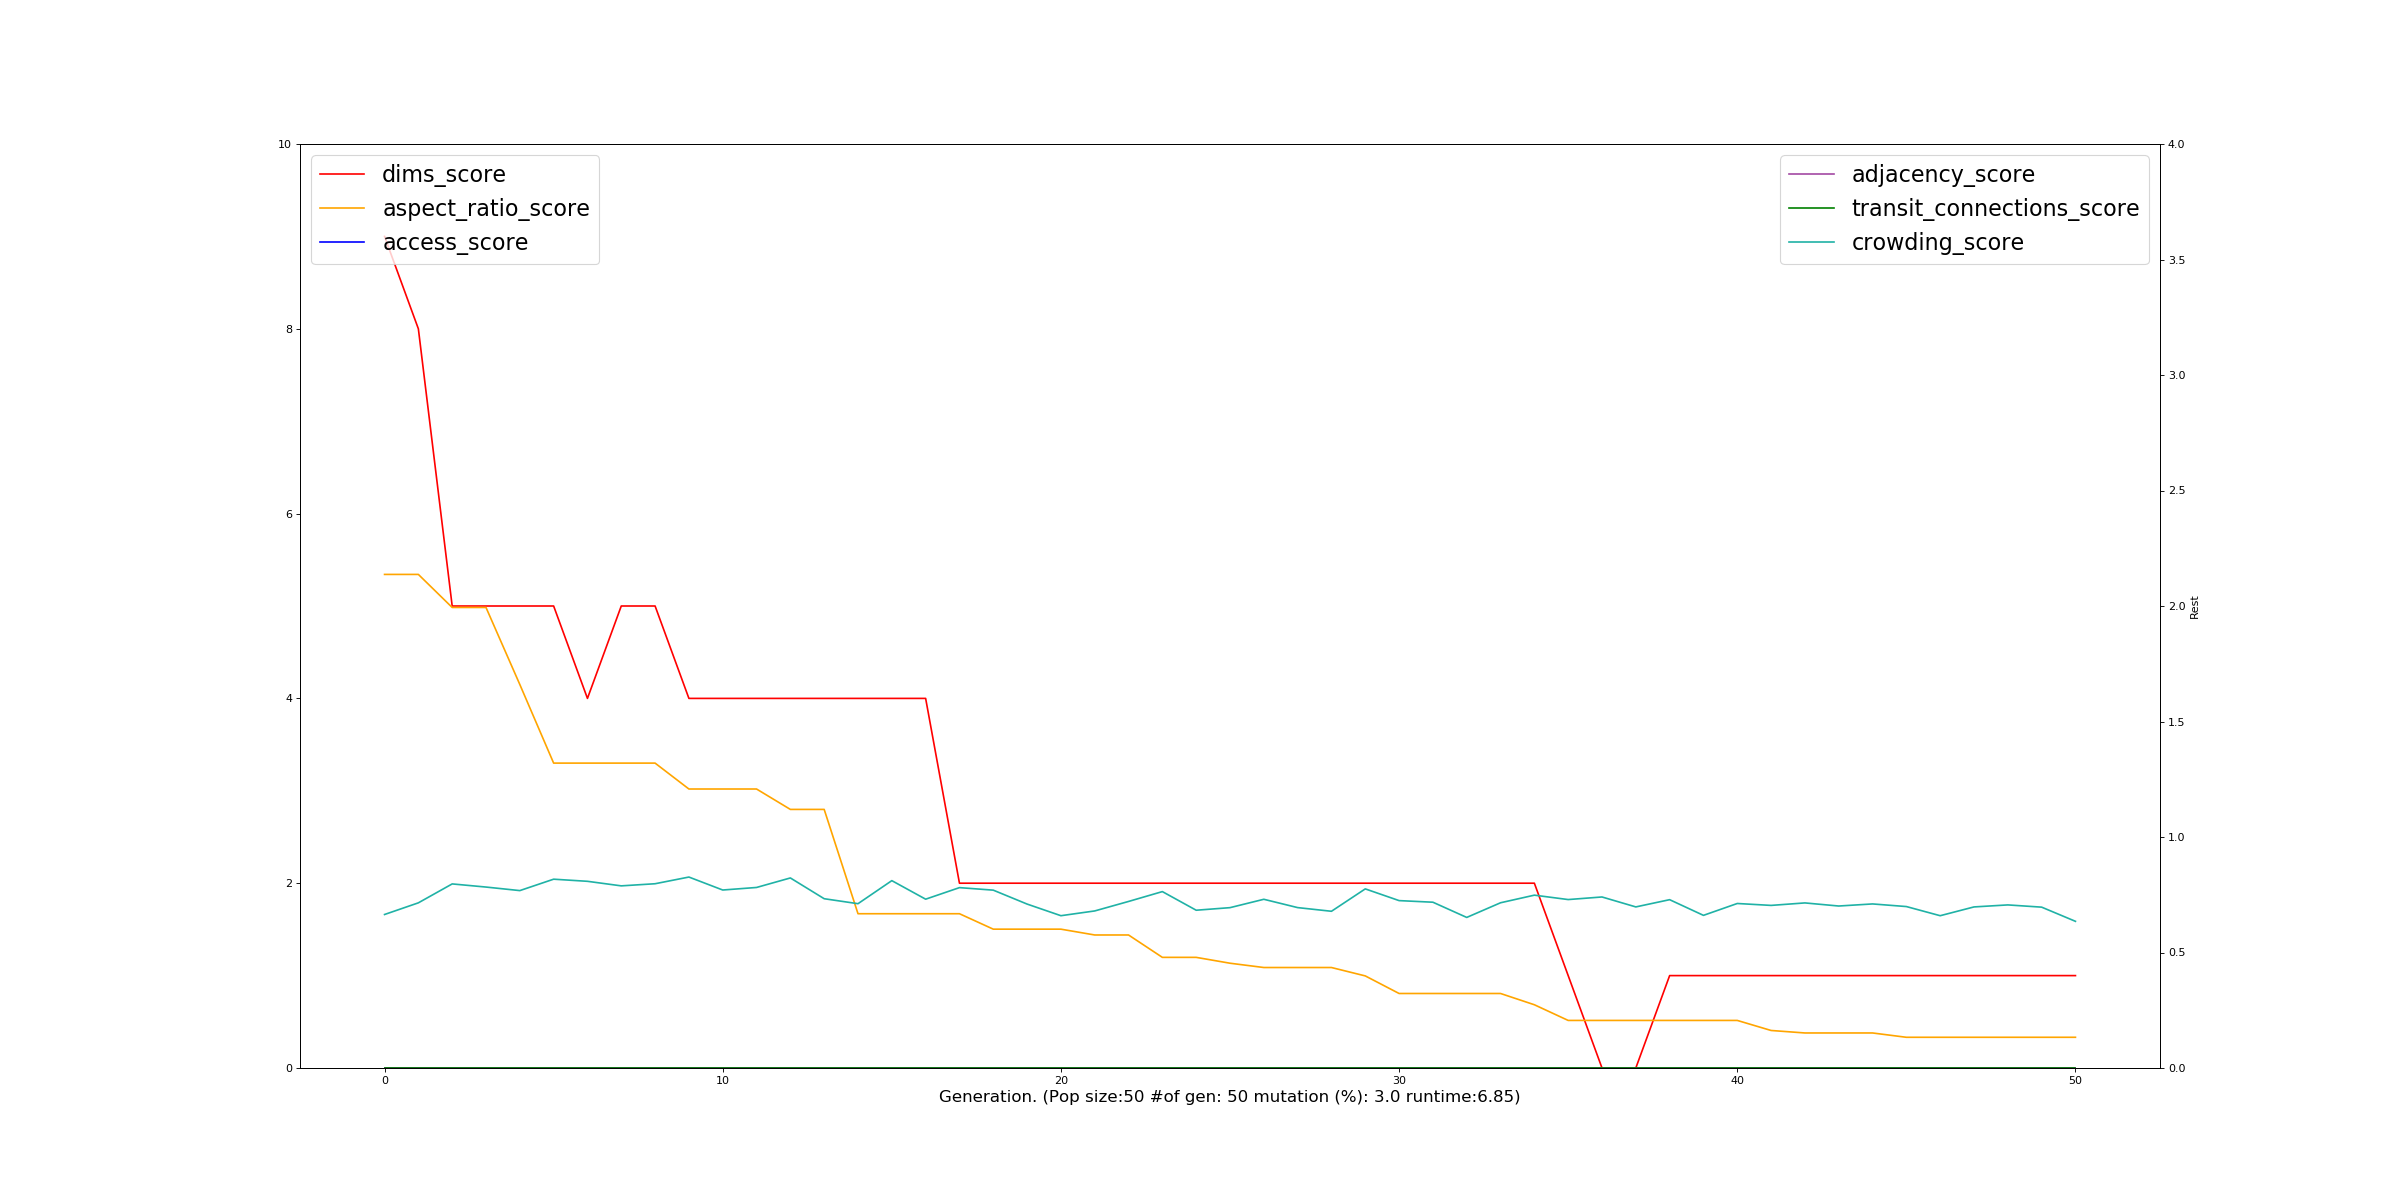 dims_score
aspect_ratio_score
access_score
adjacency_score
transit_connections_score
crowding_score
10
8
6
4
2
0
4.0
3.5
3.0
2.5
2.0
1.5
1.0
0.5
0.0
Rest
0 10 20 30 40 50
Generation. (Pop size:50 #of gen: 50 mutation (%): 3.0 runtime:6.85)